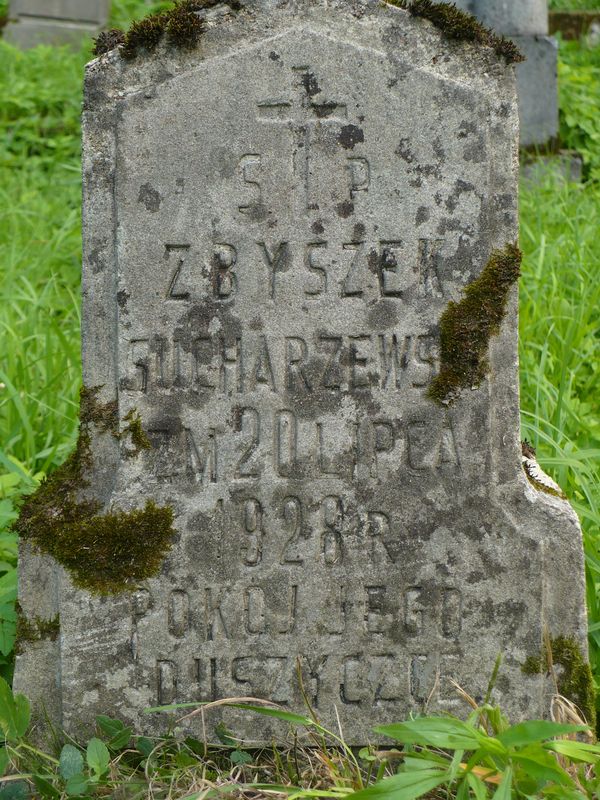 S P
ZBYSZEK
SUCHARZEWS
ZM 20 LIPCA
1928 R
POKÓJ JEGO
DUSZYCZCE